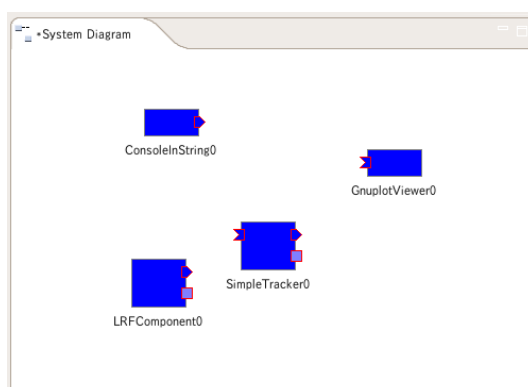 *System Diagram
ConsoleInString0
GnuplotViewer0
SimpleTracker0
LRFComponent0